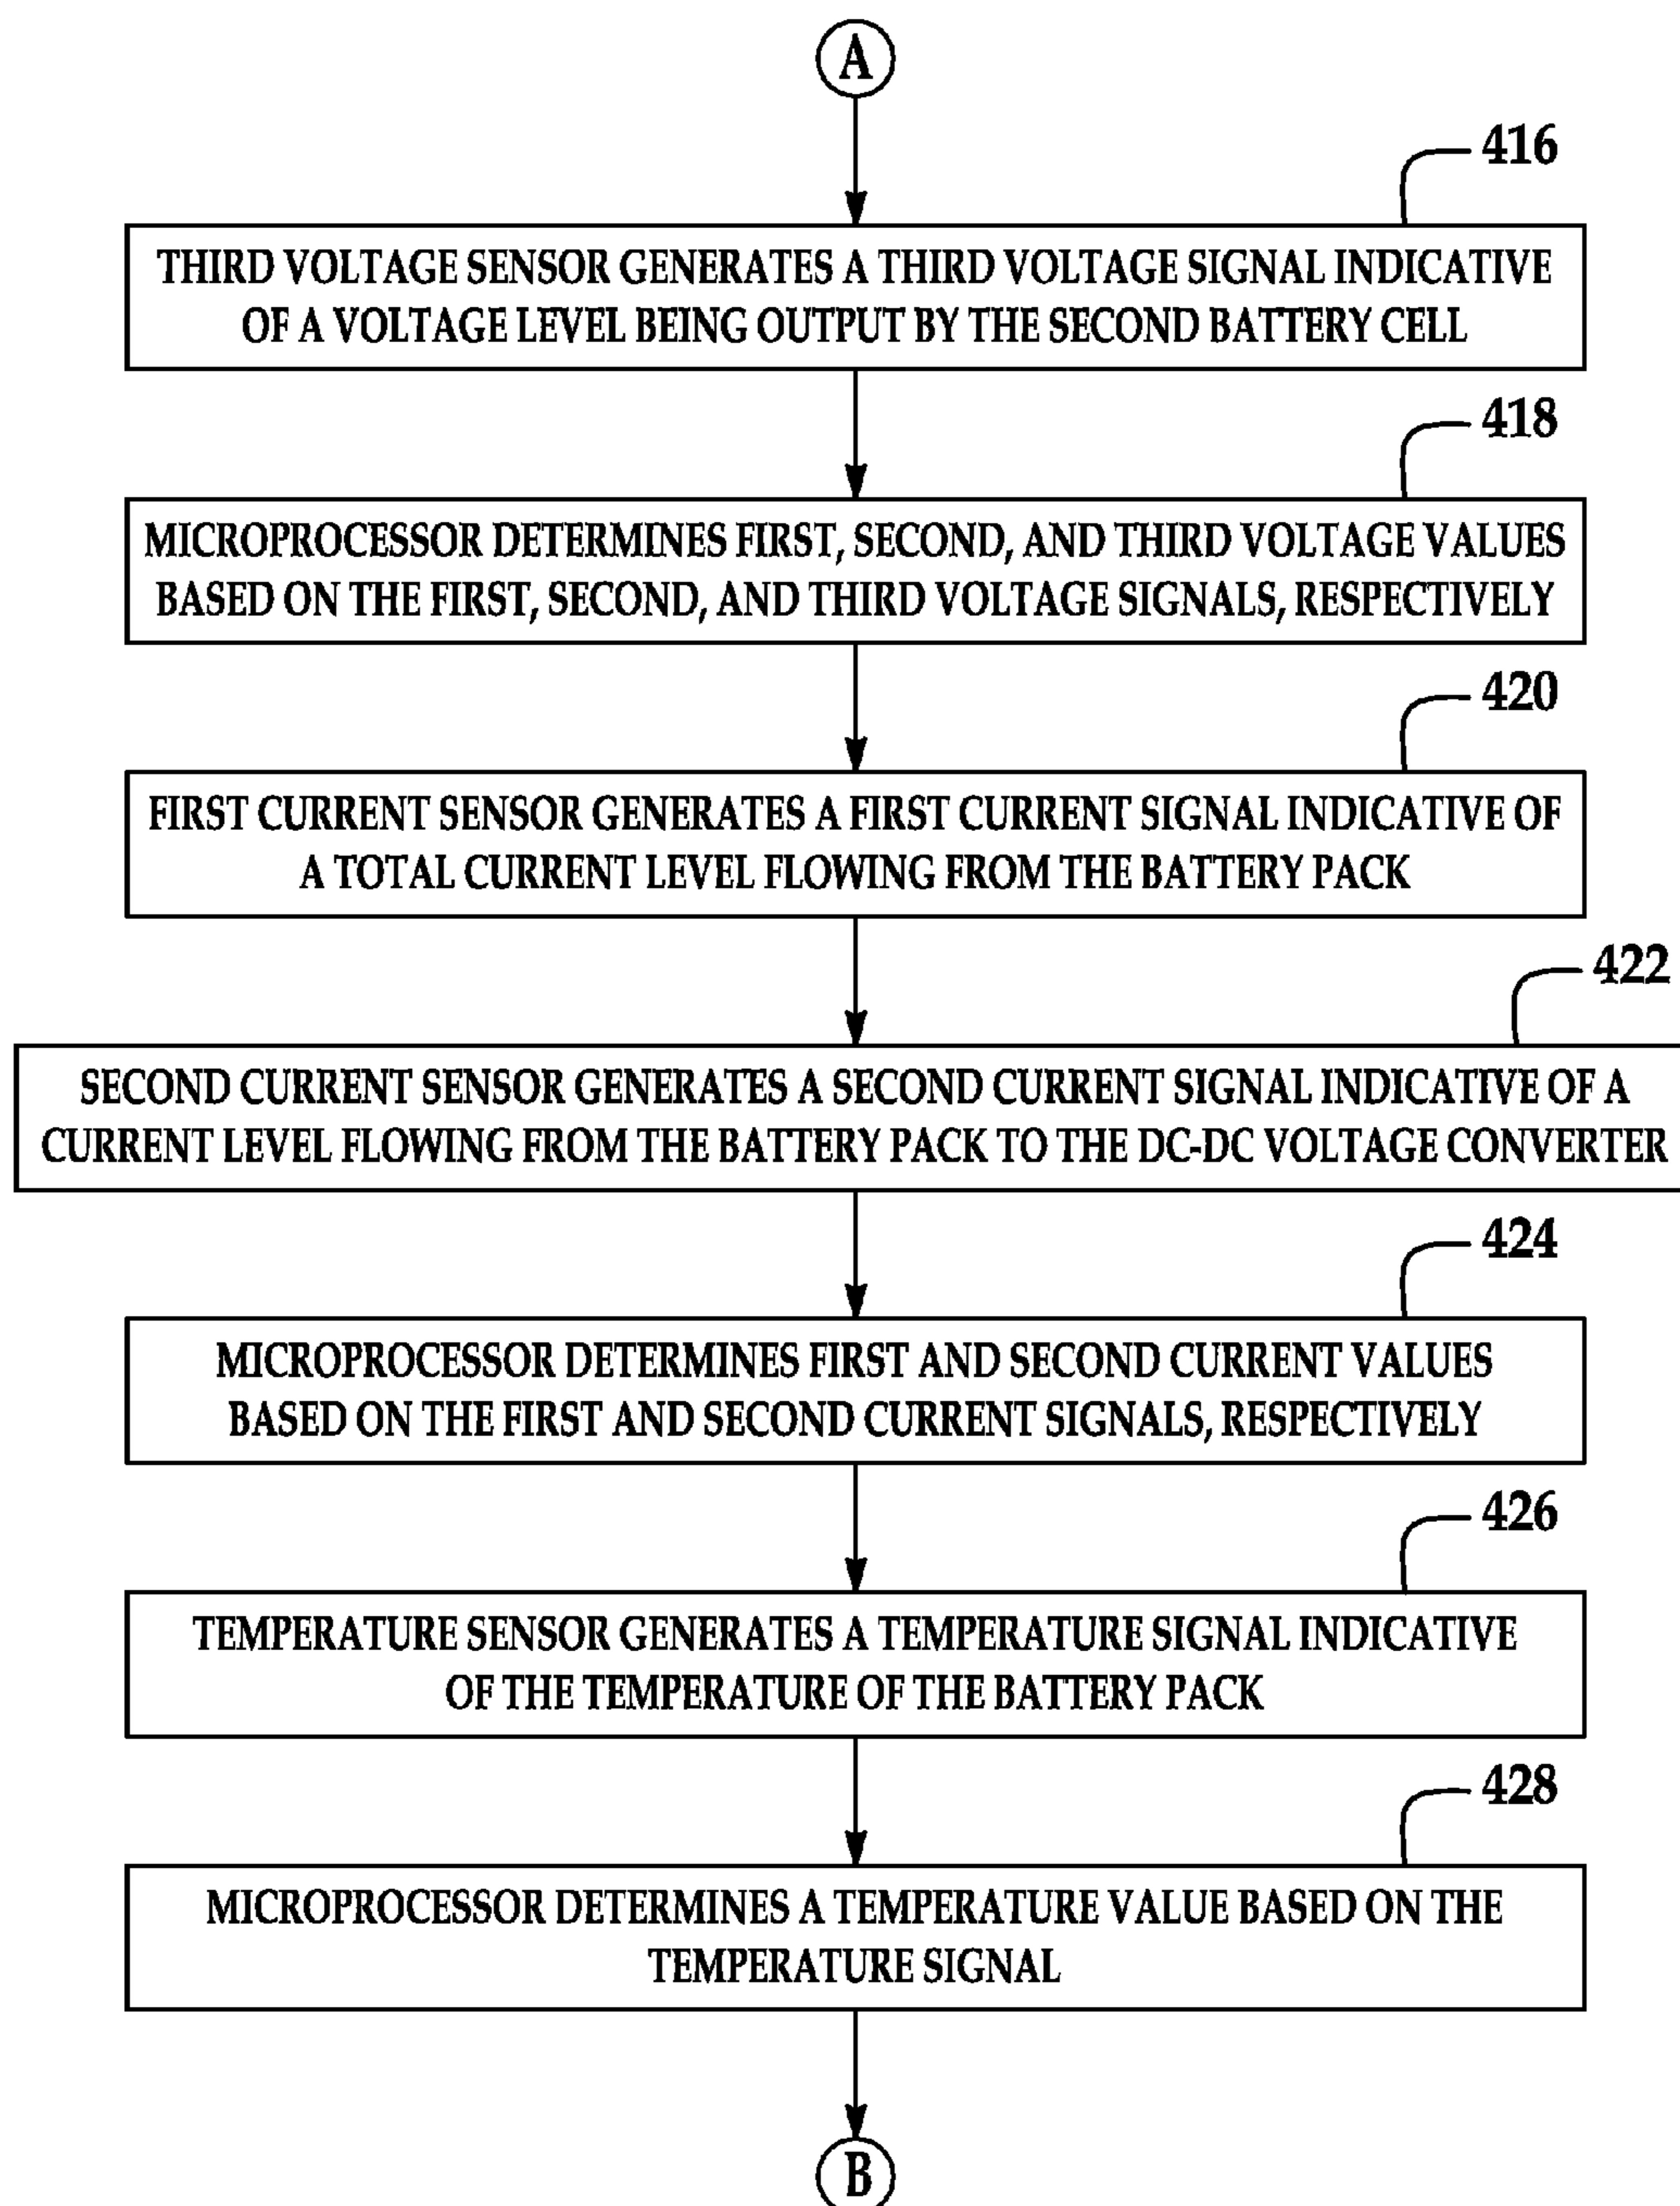 A
416
THIRD VOLTAGE SENSOR GENERATES A THIRD VOLTAGE SIGNAL INDICATIVE
OF A VOLTAGE LEVEL BEING OUTPUT BY THE SECOND BATTERY CELL
418
MICROPROCESSOR DETERMINES FIRST, SECOND, AND THIRD VOLTAGE VALUES
BASED ON THE FIRST, SECOND, AND THIRD VOLTAGE SIGNALS, RESPECTIVELY
420
FIRST CURRENT SENSOR GENERATES A FIRST CURRENT SIGNAL INDICATIVE OF
A TOTAL CURRENT LEVEL FLOWING FROM THE BATTERY PACK
422
SECOND CURRENT SENSOR GENERATES A SECOND CURRENT SIGNAL INDICATIVE OF A
CURRENT LEVEL FLOWING FROM THE BATTERY PACK TO THE DC-DC VOLTAGE CONVERTER
424
MICROPROCESSOR DETERMINES FIRST AND SECOND CURRENT VALUES
BASED ON THE FIRST AND SECOND CURRENT SIGNALS, RESPECTIVELY
426
TEMPERATURE SENSOR GENERATES A TEMPERATURE SIGNAL INDICATIVE
OF THE TEMPERATURE OF THE BATTERY PACK
428
MICROPROCESSOR DETERMINES A TEMPERATURE VALUE BASED ON THE
TEMPERATURE SIGNAL
B